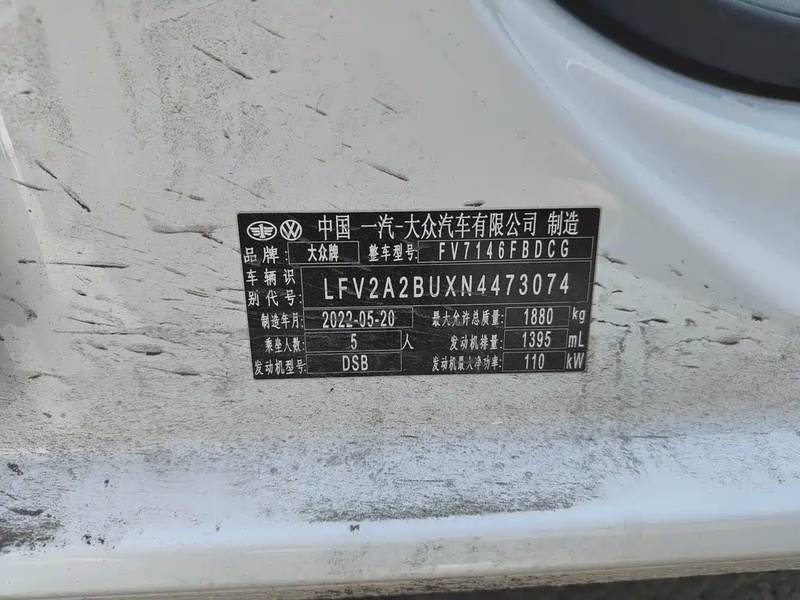 中国 一汽-大众汽车有限公司 制造
品牌: 大众牌 整车型号: FV7146FBDCG
车辆识别代号: LFV2A2BUXN4473074
制造年月: 2022-05-20 最大允许总质量: 1880 kg
乘坐人数: 5 人 发动机排量: 1395 mL
发动机型号: DSB 发动机最大净功率: 110 kW